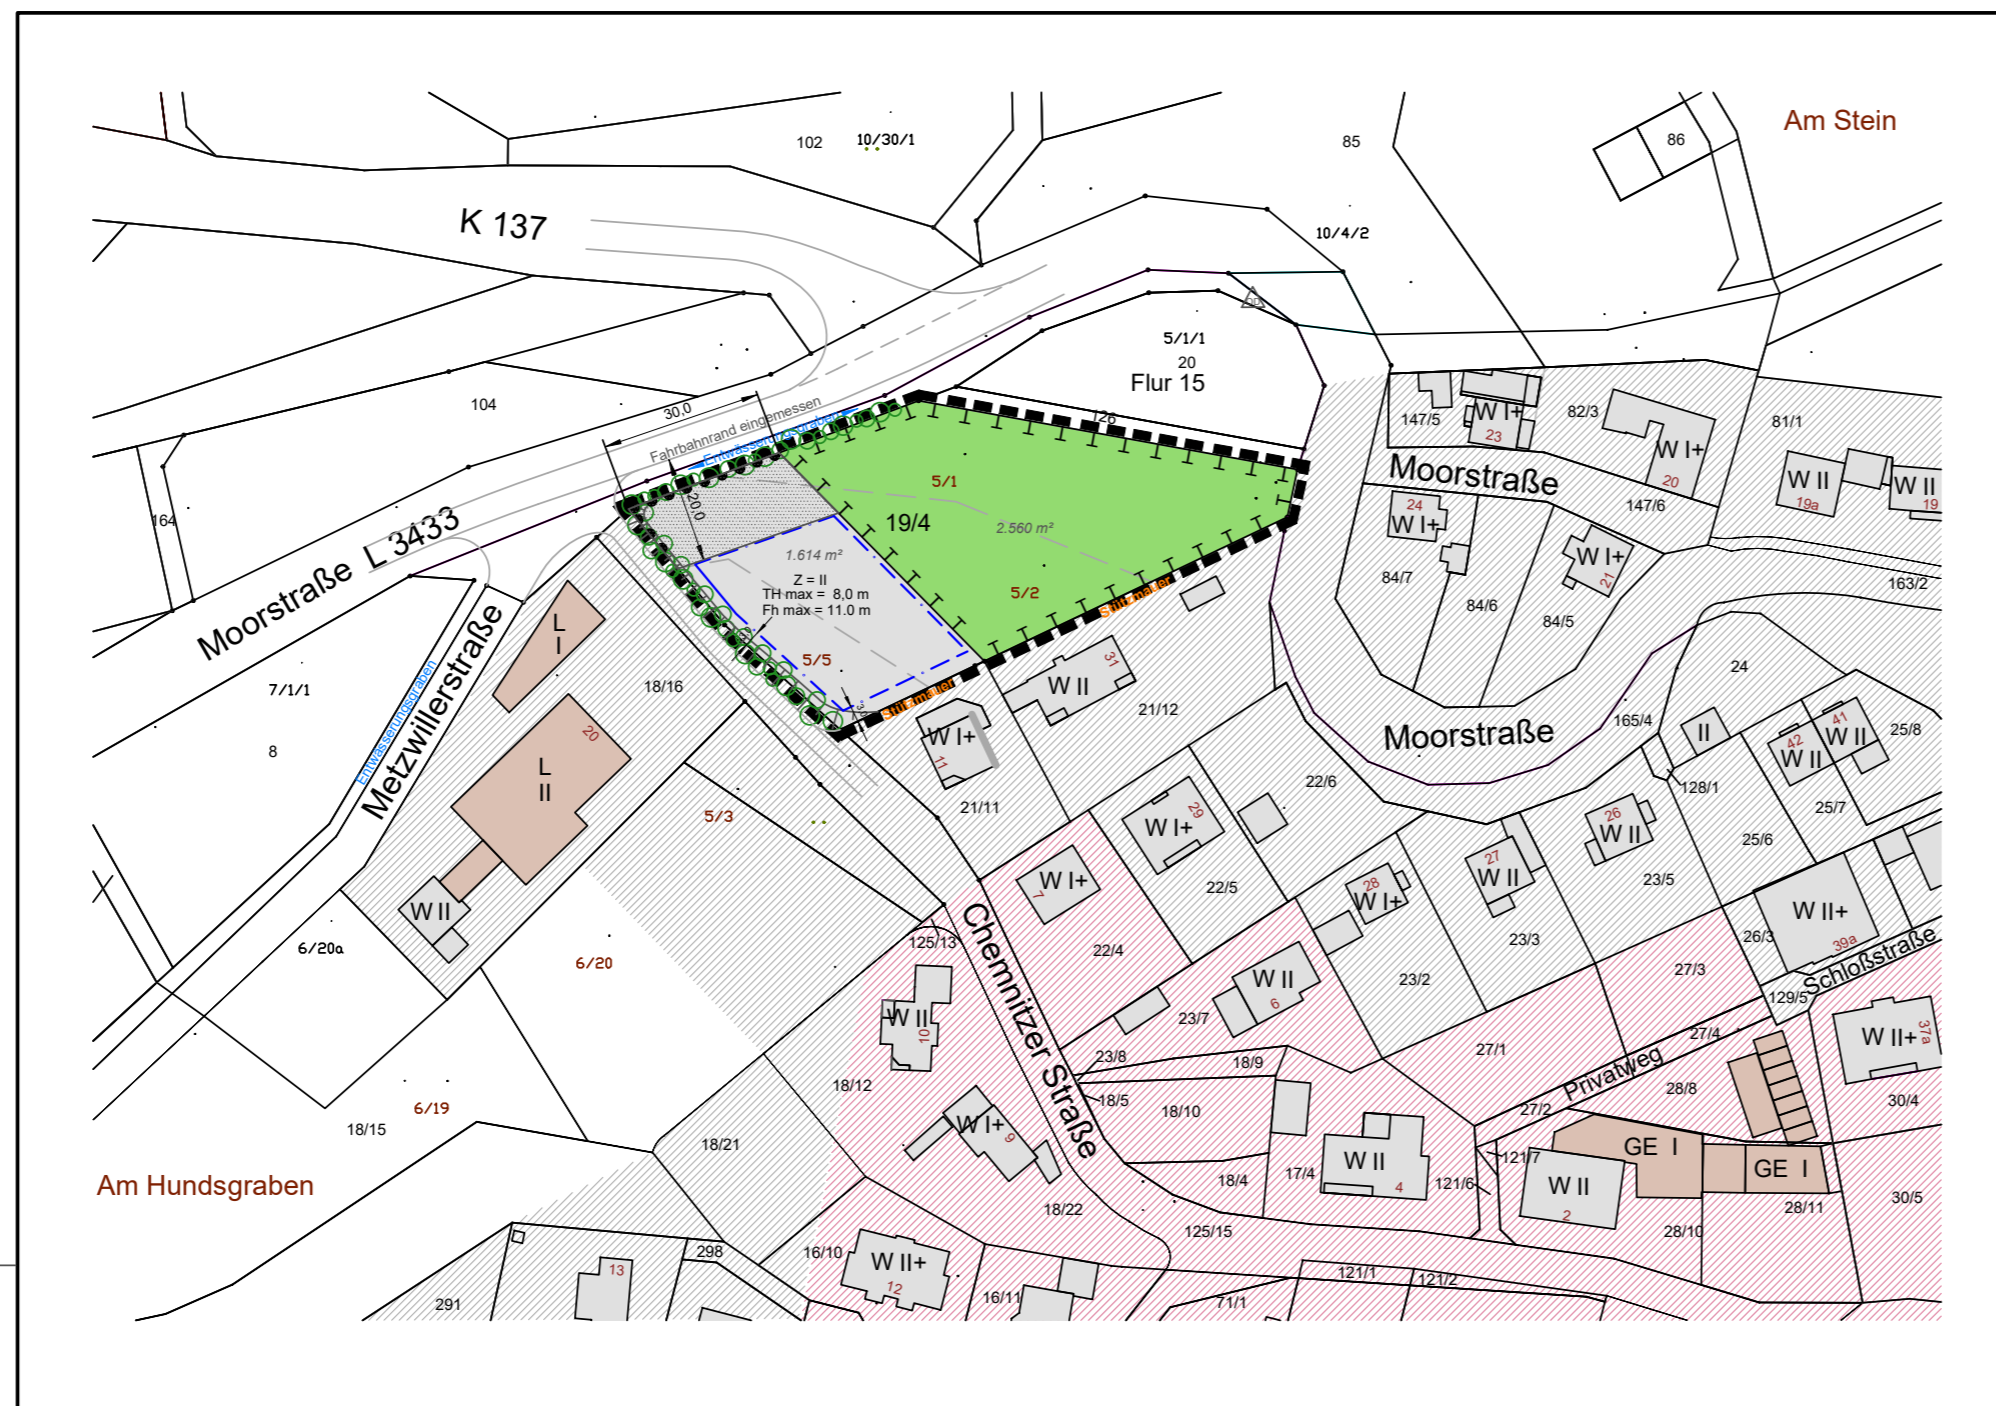 Am Stein
102
10/30/1
85
86
K 137
10/4/2
5/1/1
20
Flur 15
126
104
30,0
Fahrbahnrand eingemessen
Entwässerungsgraben
164
Moorstraße L 3433
20,0
5/1
19/4
2.560 m²
1.614 m²
Z = II
TH max = 8,0 m
Fh max = 11.0 m
5/2
5/5
Stützmauer
Stützmauer
147/5
W I+
23
82/3
W I+
20
81/1
Moorstraße
147/6
W II
19a
W II
19
24
W I+
84/7
84/6
W I+
21
84/5
163/2
24
Metzwillerstraße
Entwässerungsgraben
7/1/1
8
L
I
18/16
20
L
II
W II
31
W II
21/12
W I+
11
21/11
Moorstraße
165/4
II
42
W II
41
W II
25/8
128/1
25/7
25/6
22/6
29
W I+
22/5
26
W II
23/5
27
W II
23/3
28
W I+
23/2
5/3
W I+
7
22/4
125/13
Chemnitzer Straße
6/20a
6/20
W II
10
W II
6
23/7
23/8
W II+
39a
26/3
27/3
Schloßstraße
129/5
27/4
27/1
Privatweg
27/2
28/8
W II+
37a
30/4
6/19
18/15
18/12
18/21
W I+
9
18/5
18/9
18/10
18/4
17/4
W II
4
121/6
121/7
GE I
GE I
W II
2
28/10
28/11
30/5
Am Hundsgraben
18/22
125/15
16/10
W II+
12
16/11
298
13
291
121/1
121/2
71/1